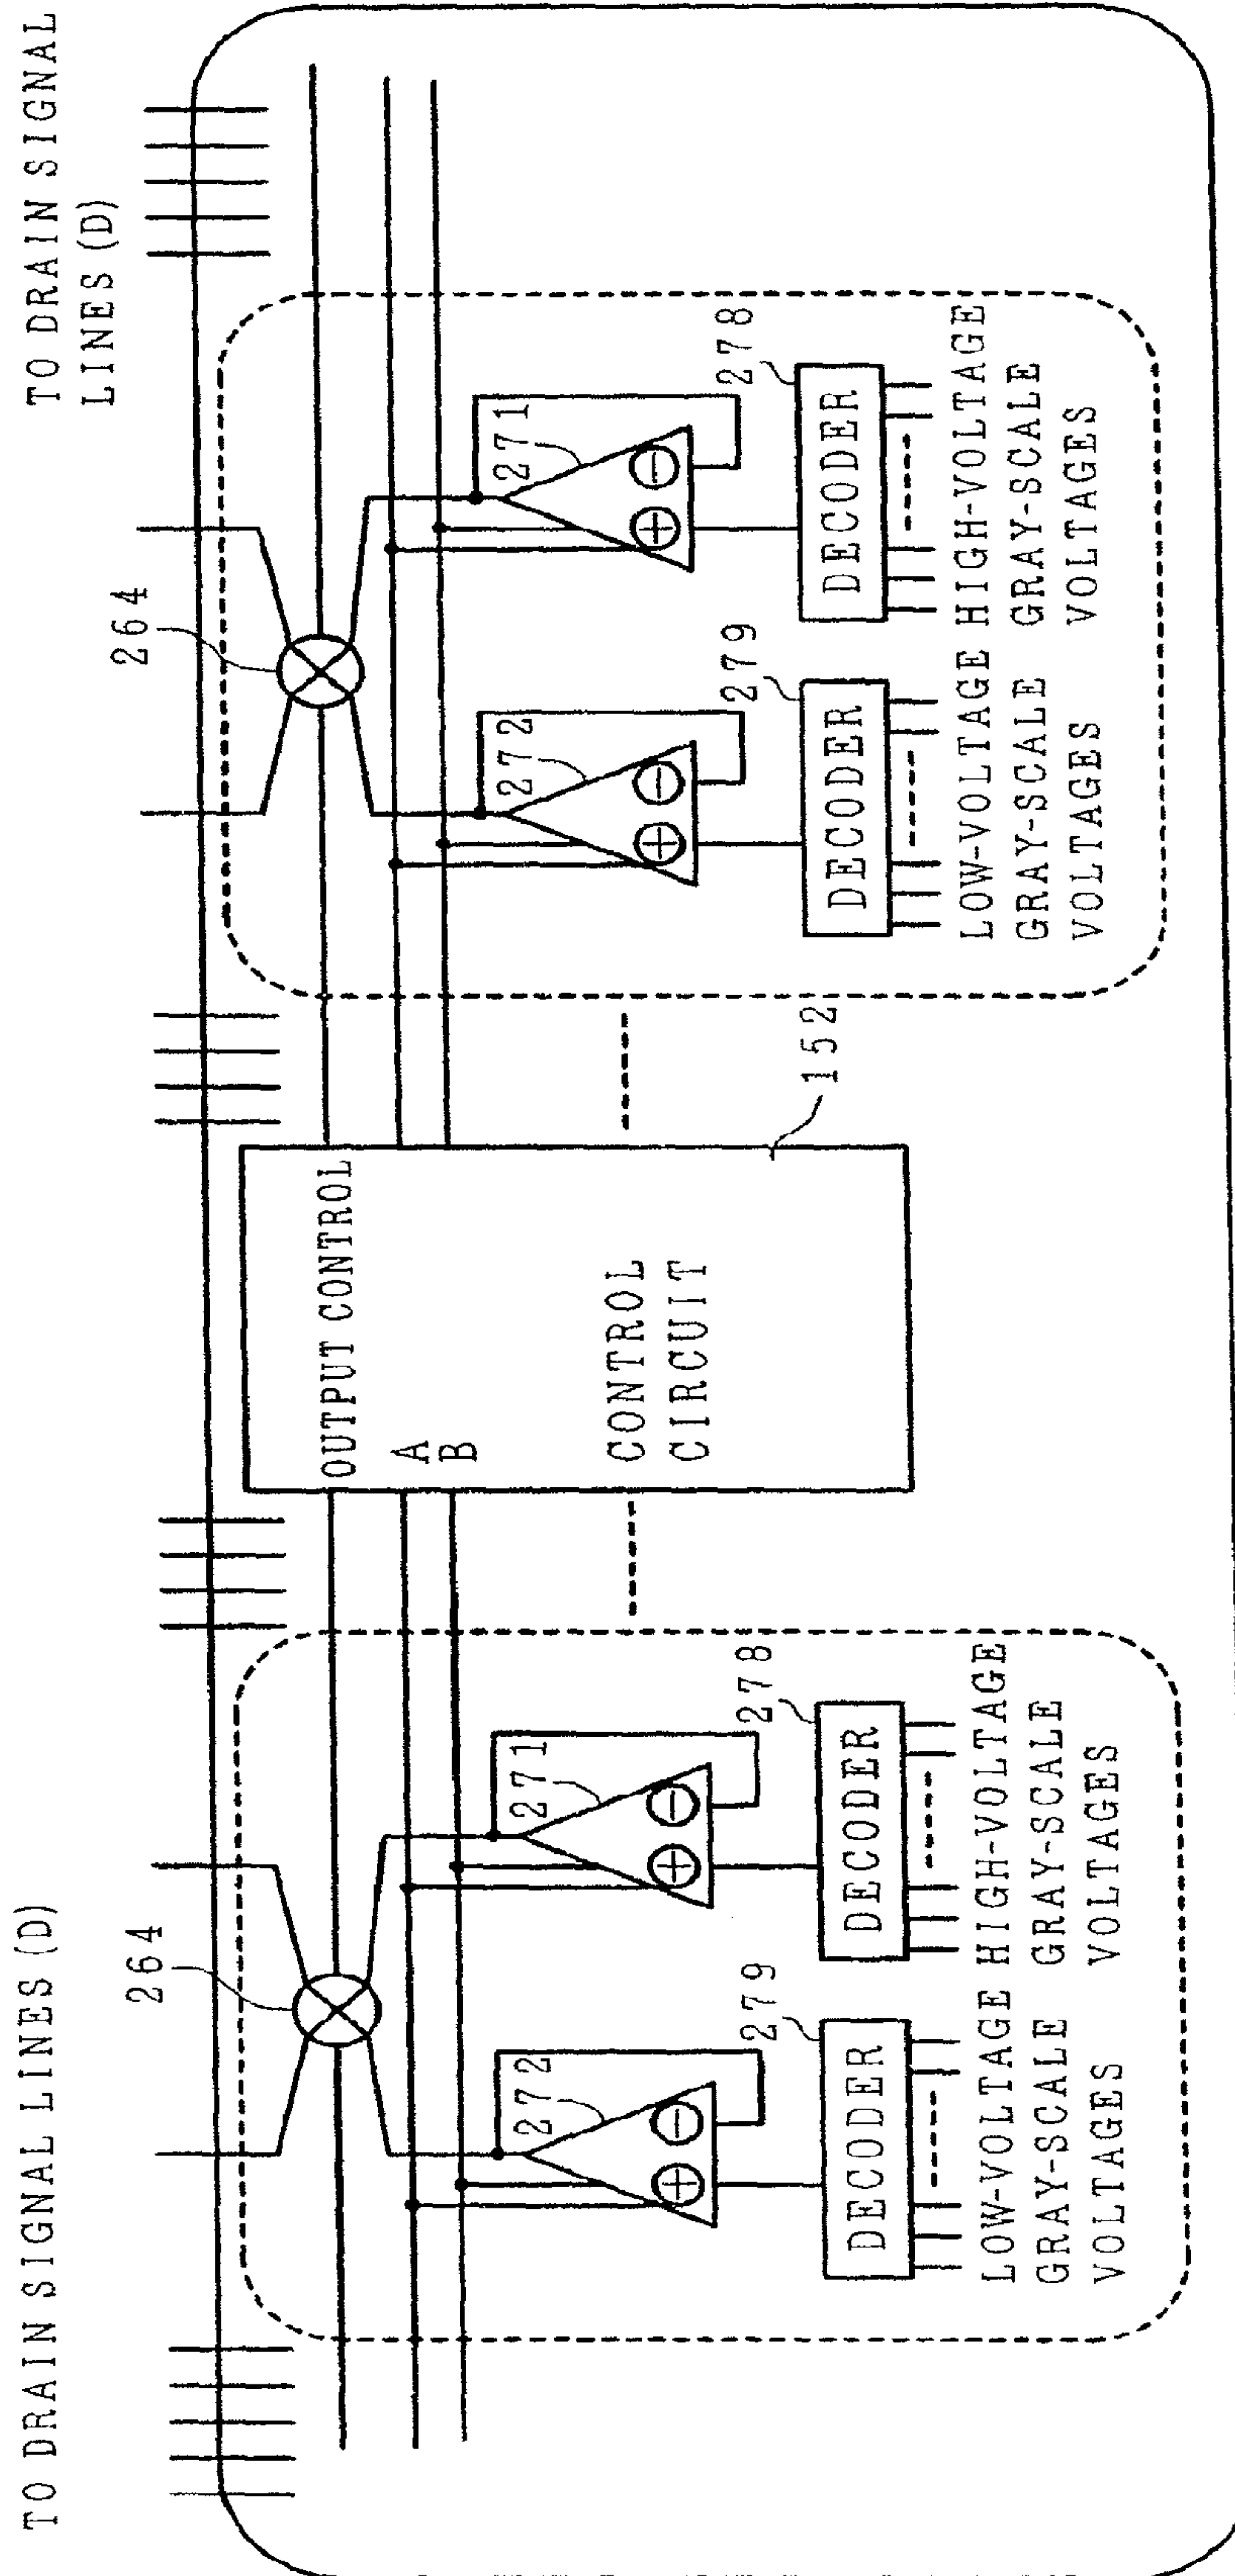 TO DRAIN SIGNAL LINES (D)
TO DRAIN SIGNAL
LINES (D)
264
264
OUTPUT CONTROL
A
B
CONTROL
CIRCUIT
152
272
271
272
271
279
278
279
278
DECODER
DECODER
DECODER
DECODER
LOW-VOLTAGE
GRAY-SCALE
VOLTAGES
HIGH-VOLTAGE
GRAY-SCALE
VOLTAGES
LOW-VOLTAGE
GRAY-SCALE
VOLTAGES
HIGH-VOLTAGE
GRAY-SCALE
VOLTAGES